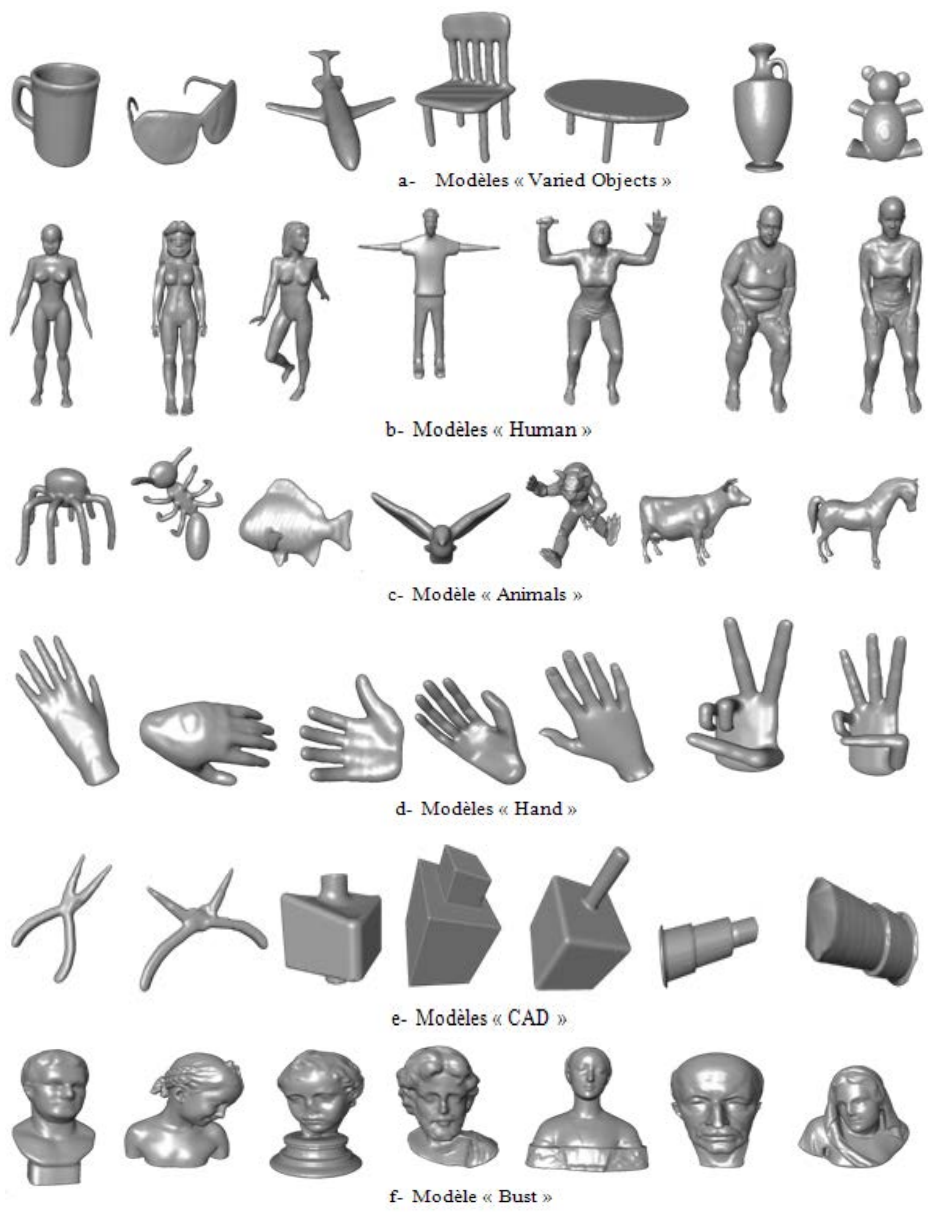 a- Modèles « Varied Objects »
b- Modèles « Human »
c- Modèle « Animals »
d- Modèles « Hand »
e- Modèles « CAD »
f- Modèle « Bust »